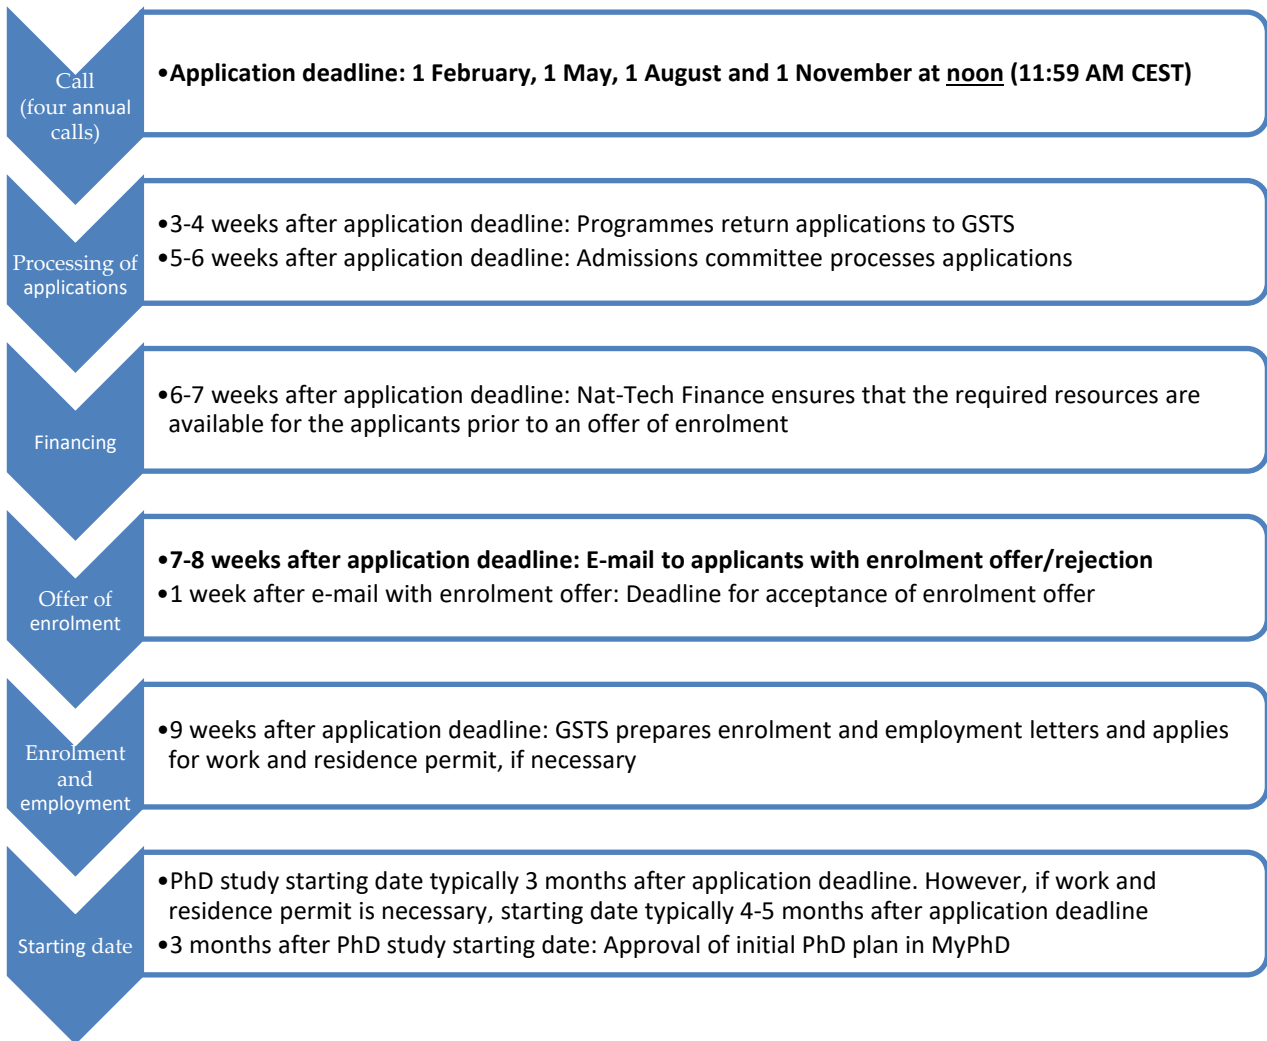 Call
(four annual
calls)
•Application deadline: 1 February, 1 May, 1 August and 1 November at noon (11:59 AM CEST)
Processing of
applications
•3-4 weeks after application deadline: Programmes return applications to GSTS
•5-6 weeks after application deadline: Admissions committee processes applications
Financing
•6-7 weeks after application deadline: Nat-Tech Finance ensures that the required resources are
available for the applicants prior to an offer of enrolment
Offer of
enrolment
•7-8 weeks after application deadline: E-mail to applicants with enrolment offer/rejection
•1 week after e-mail with enrolment offer: Deadline for acceptance of enrolment offer
Enrolment
and
employment
•9 weeks after application deadline: GSTS prepares enrolment and employment letters and applies
for work and residence permit, if necessary
Starting date
•PhD study starting date typically 3 months after application deadline. However, if work and
residence permit is necessary, starting date typically 4-5 months after application deadline
•3 months after PhD study starting date: Approval of initial PhD plan in MyPhD